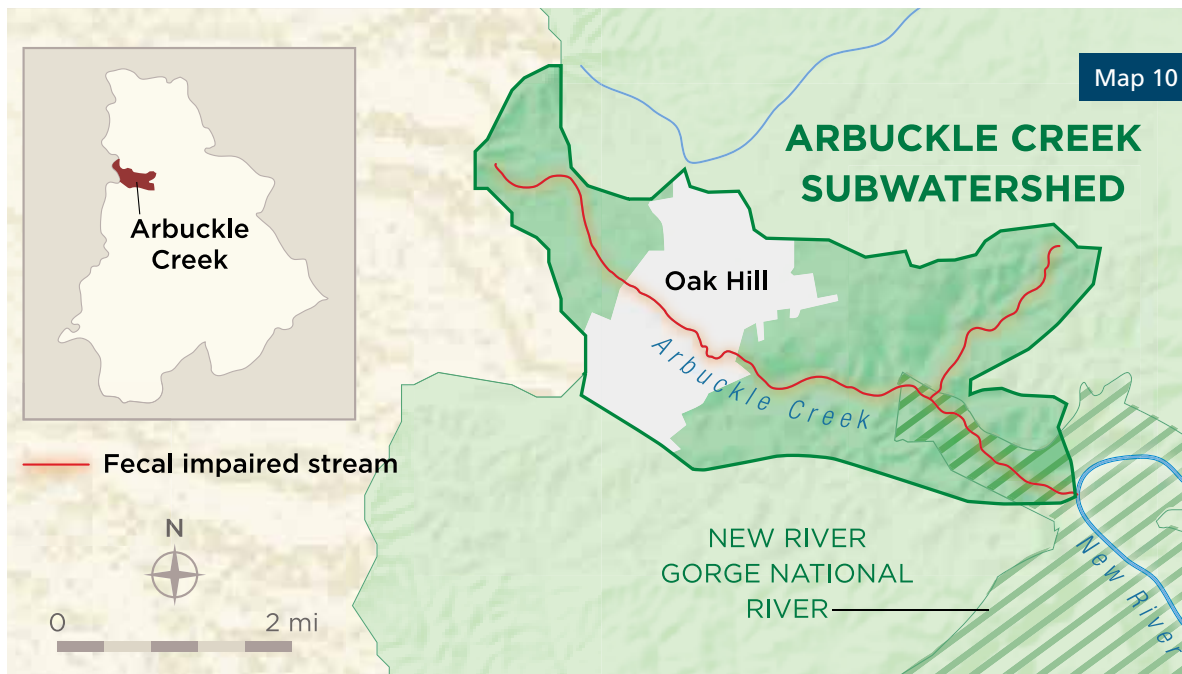 Map 10
ARBUCKLE CREEK
SUBWATERSHED
Arbuckle
Creek
Oak Hill
Arbuckle Creek
Fecal impaired stream
N
0 2 mi
NEW RIVER
GORGE NATIONAL
RIVER
New River